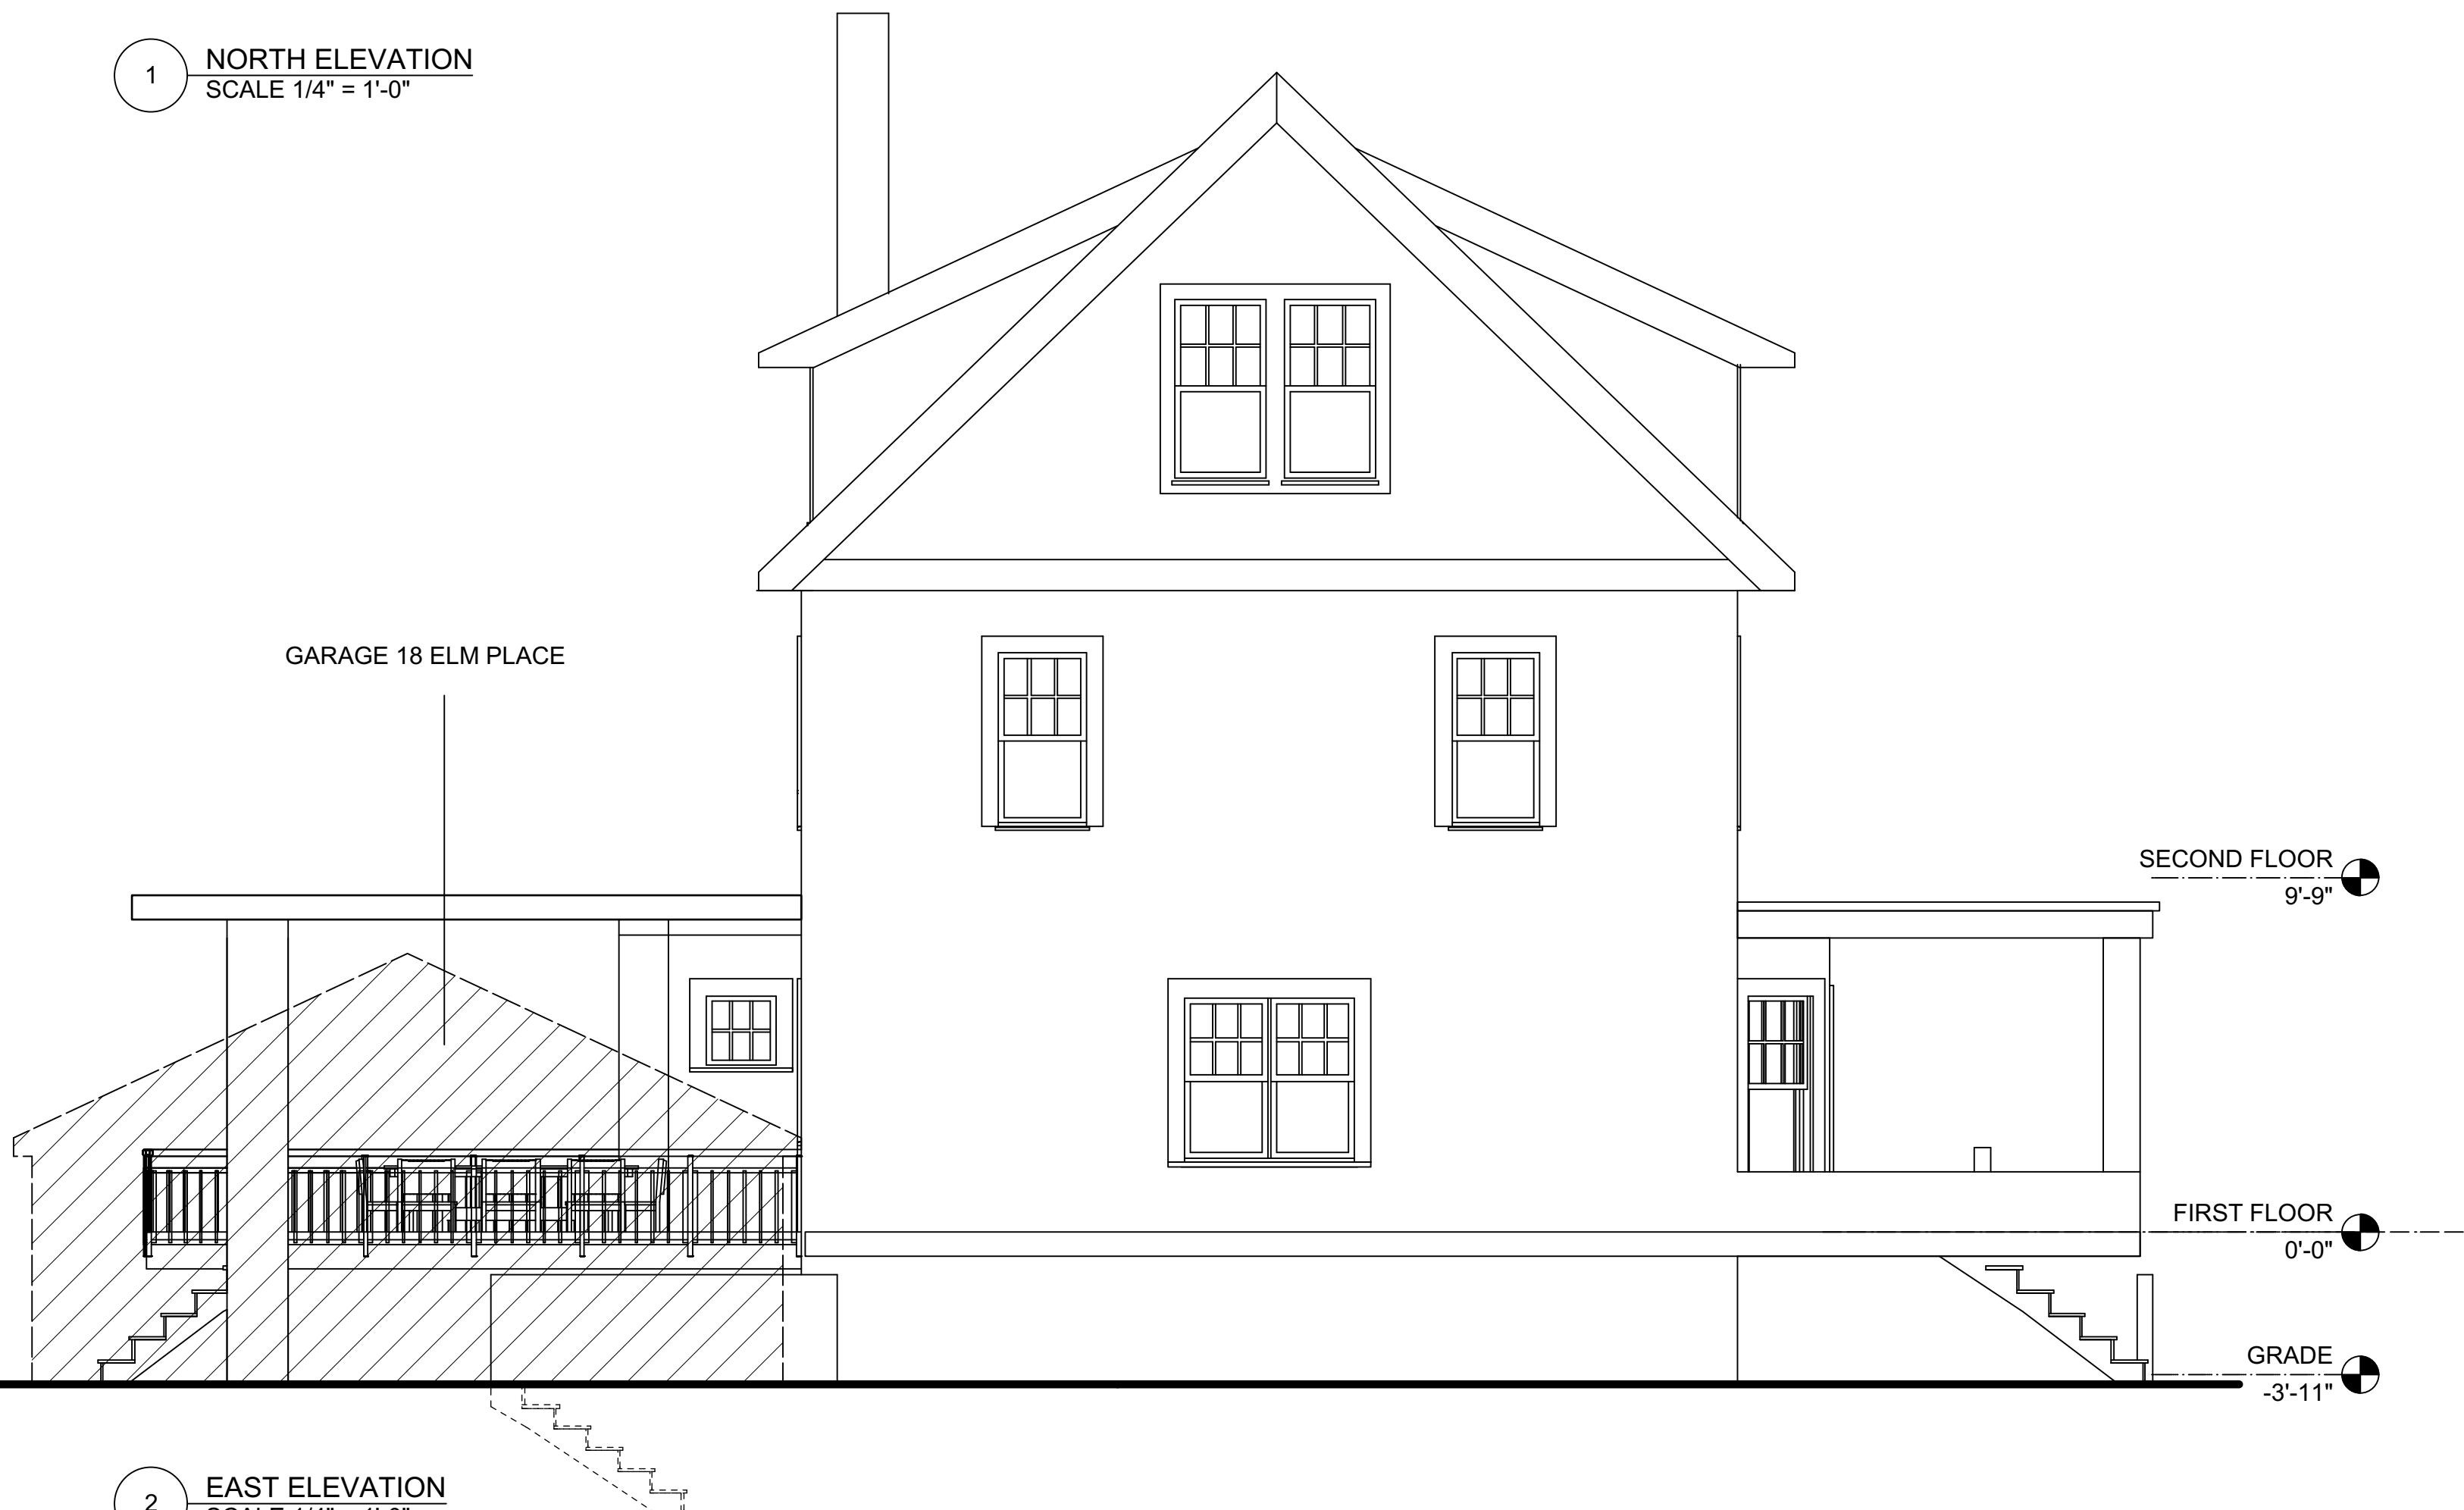 1
NORTH ELEVATION
SCALE 1/4" = 1'-0"
GARAGE 18 ELM PLACE
SECOND FLOOR
9'-9"
FIRST FLOOR
0'-0"
GRADE
-3'-11"
2
EAST ELEVATION